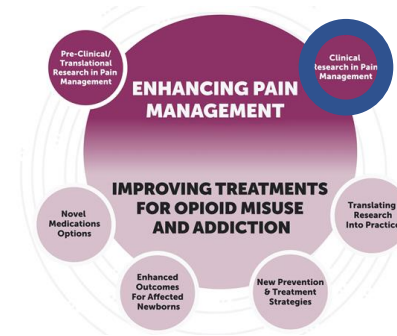 Pre-Clinical/
Translational
Research in Pain
Management
Clinical
Research in Pain
Management
ENHANCING PAIN
MANAGEMENT
IMPROVING TREATMENTS
FOR OPIOID MISUSE
AND ADDICTION
Novel
Medications
Options
Translating
Research
Into Practice
Enhanced
Outcomes
For Affected
Newborns
New Prevention
& Treatment
Strategies